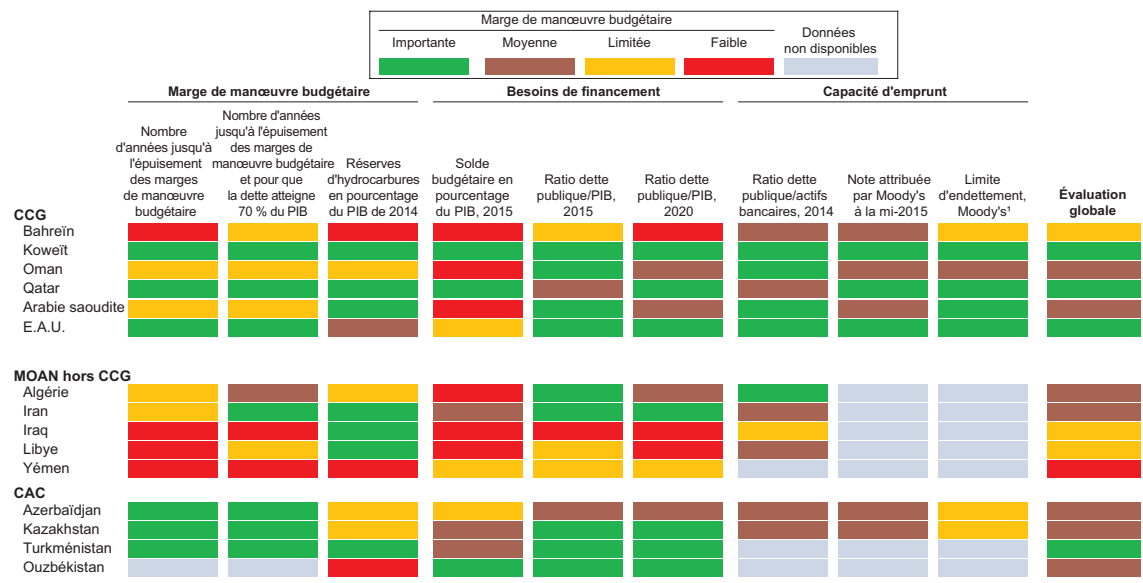 Marge de manœuvre budgétaire
Importante
Moyenne
Limitée
Faible
Données
non disponibles
Marge de manœuvre budgétaire
Besoins de financement
Capacité d'emprunt
Nombre
d'années jusqu'à
l'épuisement
des marges
de manœuvre
budgétaire
Nombre d'années
jusqu'à l'épuisement
des marges de
manœuvre budgétaire
et pour que
la dette atteigne
70 % du PIB
Réserves
d'hydrocarbures
en pourcentage
du PIB de 2014
Solde
budgétaire en
pourcentage
du PIB, 2015
Ratio dette
publique/PIB,
2015
Ratio dette
publique/PIB,
2020
Ratio dette
publique/actifs
bancaires, 2014
Note attribuée
par Moody's
à la mi-2015
Limite
d'endettement,
Moody's¹
Évaluation
globale
CCG
Bahreïn
Koweït
Oman
Qatar
Arabie saoudite
E.A.U.
MOAN hors CCG
Algérie
Iran
Iraq
Libye
Yémen
CAC
Azerbaïdjan
Kazakhstan
Turkménistan
Ouzbékistan